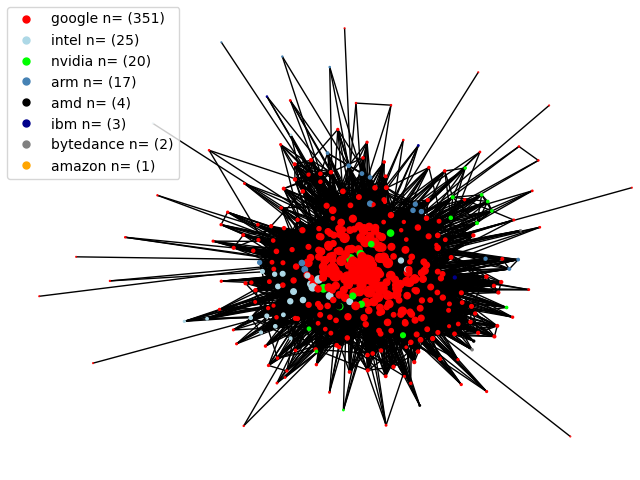 google n= (351)
intel n= (25)
nvidia n= (20)
arm n= (17)
amd n= (4)
ibm n= (3)
bytedance n= (2)
amazon n= (1)